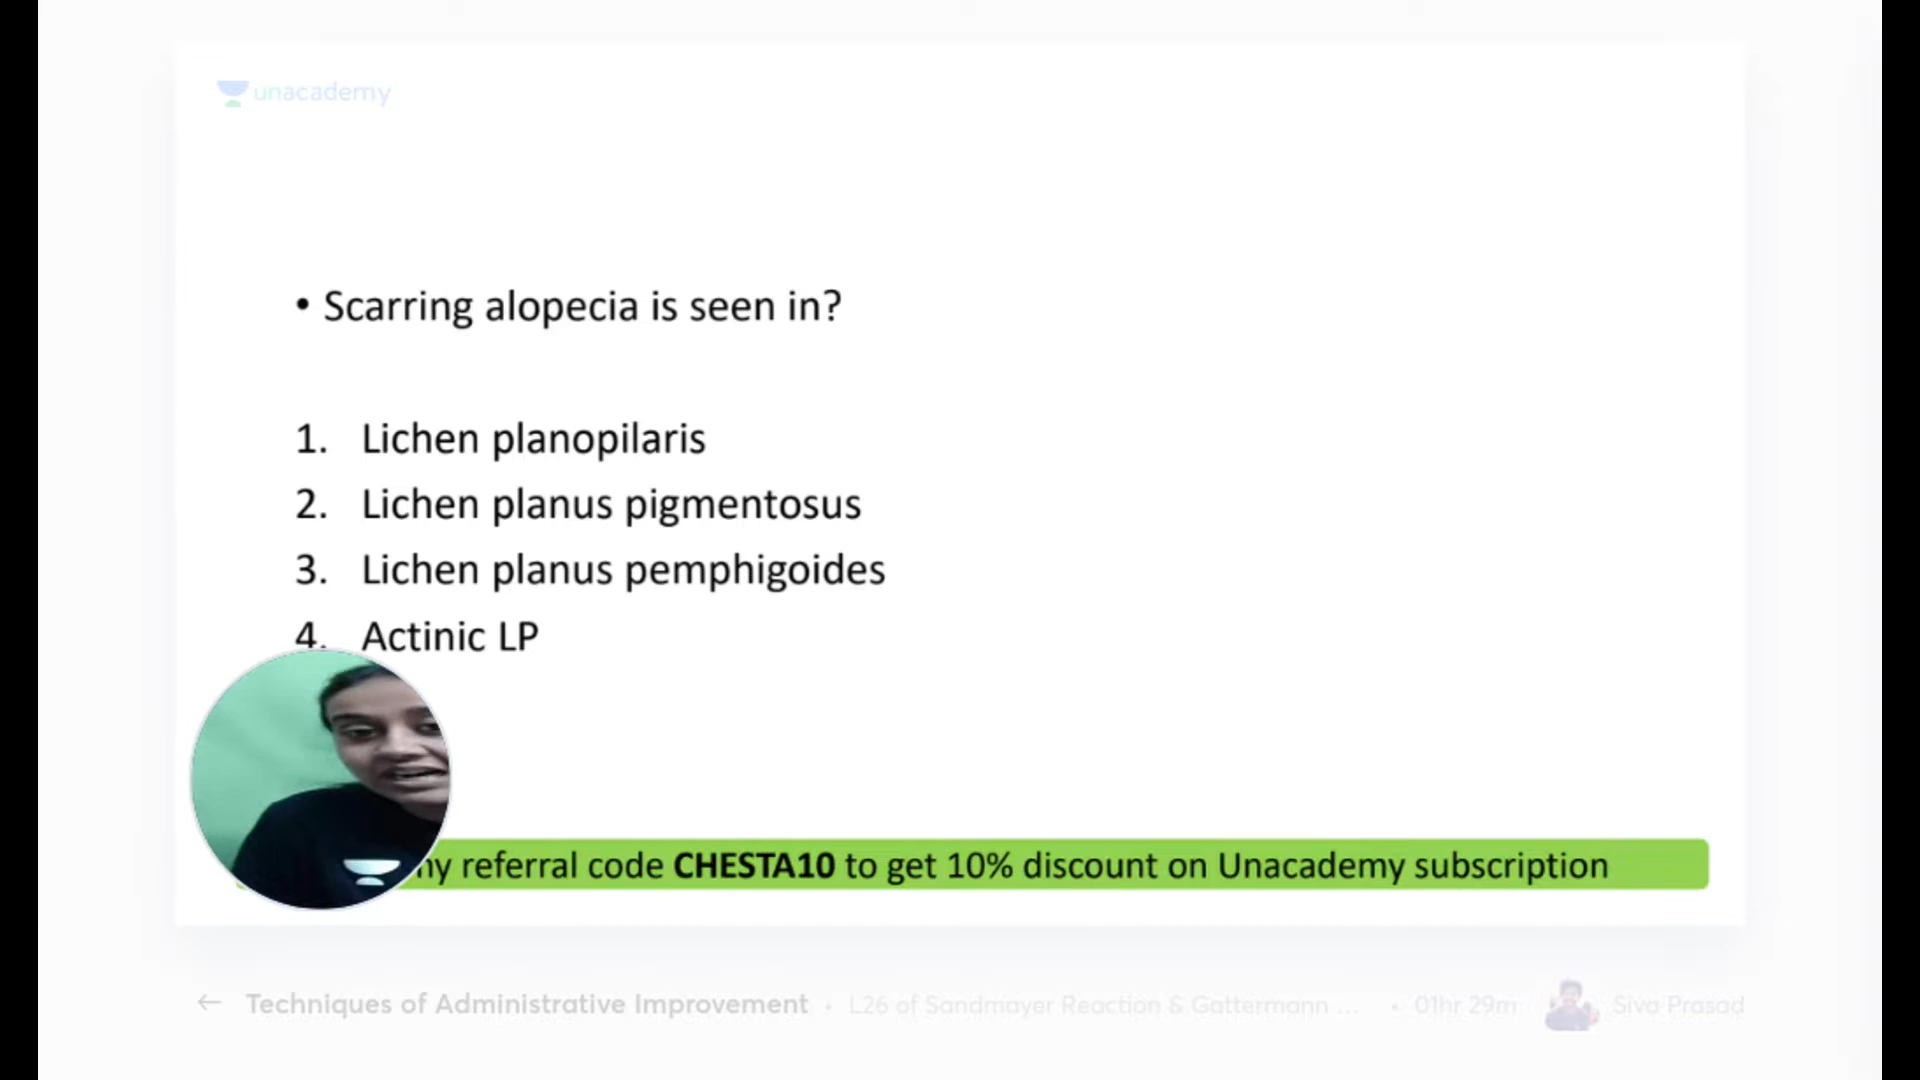 unacademy
• Scarring alopecia is seen in?
1. Lichen planopilaris
2. Lichen planus pigmentosus
3. Lichen planus pemphigoides
4. Actinic LP
my referral code CHESTA10 to get 10% discount on Unacademy subscription
← Techniques of Administrative Improvement • L26 of Sandmayer Reaction & Gattermann ... • 01hr 29m Siva Prasad